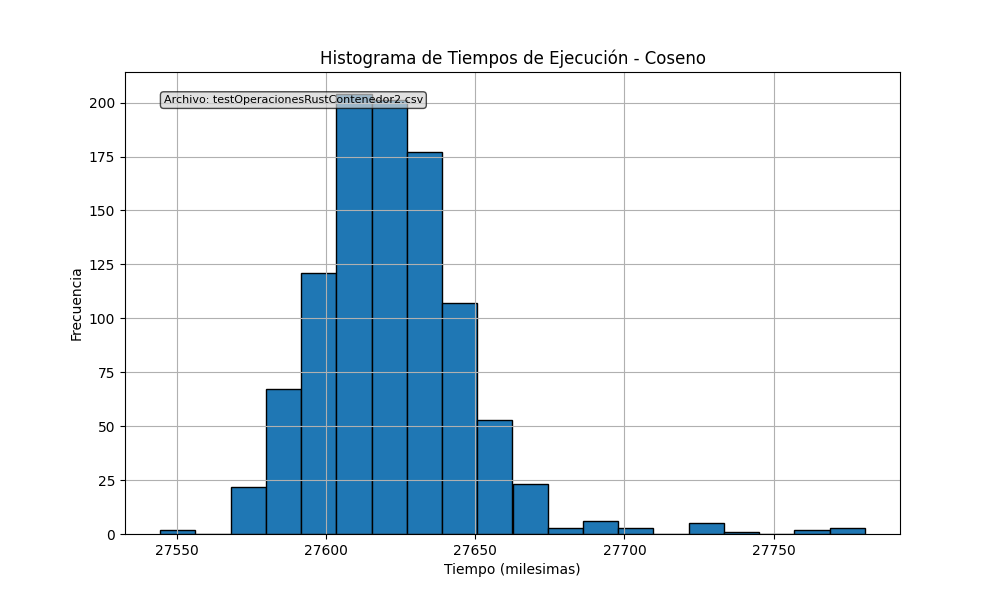 Histograma de Tiempos de Ejecución - Coseno
Archivo: testOperacionesRustContenedor2.csv
200
175
150
125
100
75
50
25
0
Frecuencia
27550 27600 27650 27700 27750
Tiempo (milesimas)